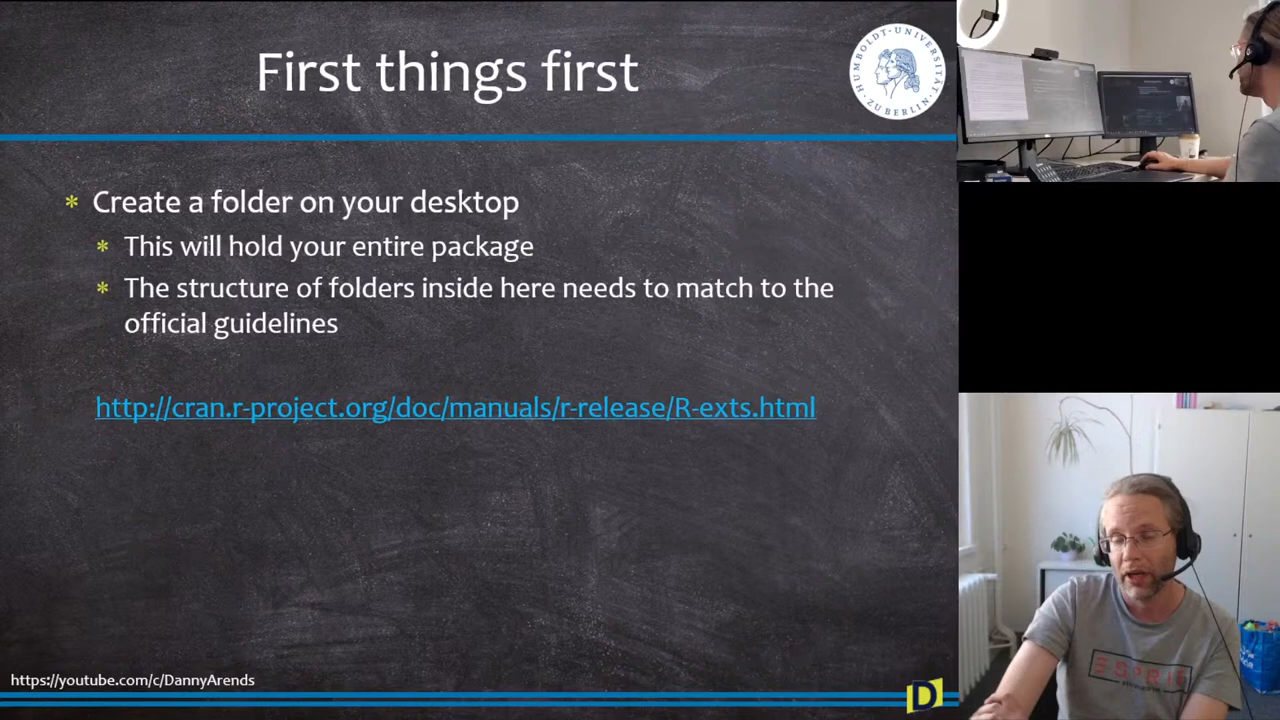 First things first
HUMBOLDT-UNIVERSITÄT ZU BERLIN
* Create a folder on your desktop
* This will hold your entire package
* The structure of folders inside here needs to match to the
official guidelines
http://cran.r-project.org/doc/manuals/r-release/R-exts.html
ESPRIT
https://youtube.com/c/DannyArends
D